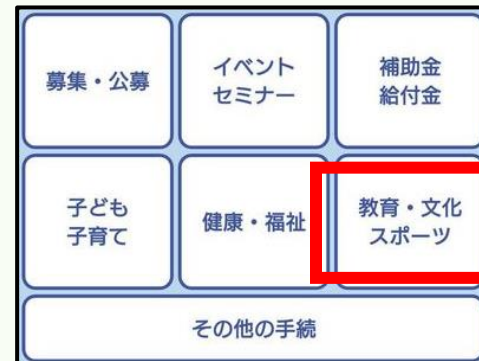 募集・公募
イベント
セミナー
補助金
給付金
子ども
子育て
健康・福祉
教育・文化
スポーツ
その他の手続